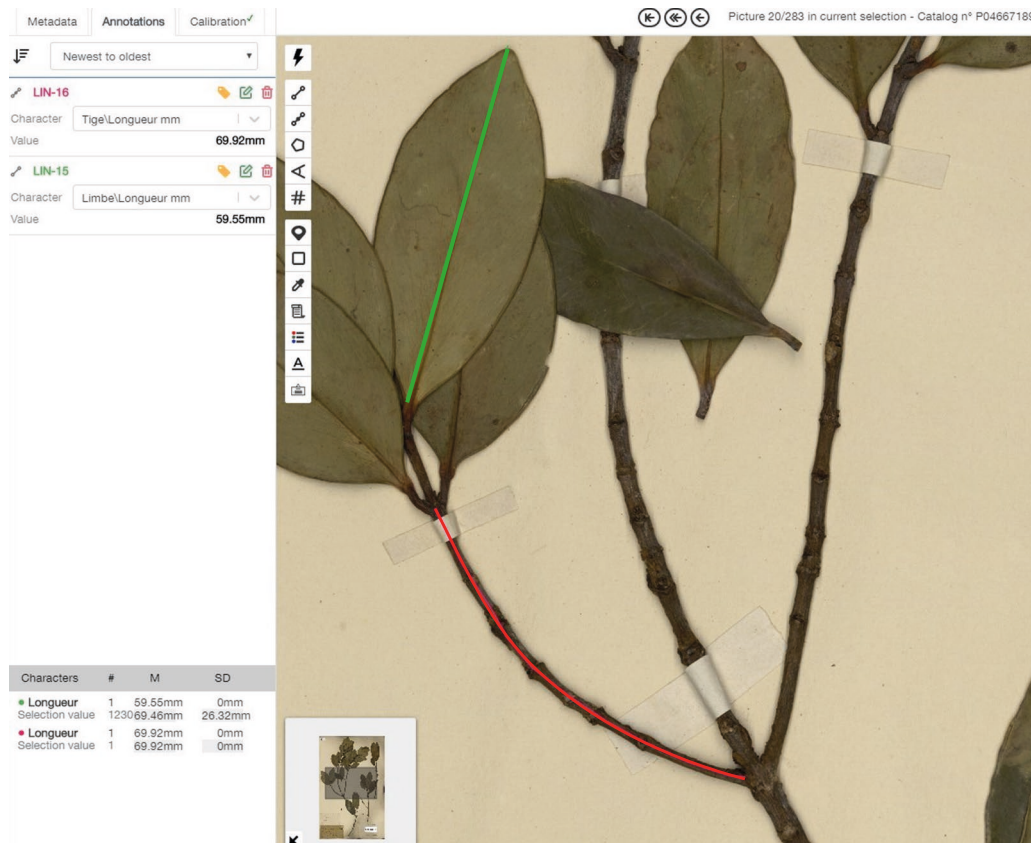 Metadata Annotations Calibration✓
Picture 20/283 in current selection - Catalog n° P04667189
Newest to oldest
LIN-16
Character Tige\Longueur mm
Value 69.92mm
LIN-15
Character Limbe\Longueur mm
Value 59.55mm
Characters # M SD
Longueur 1 59.55mm 0mm
Selection value 1230 69.46mm 26.32mm
Longueur 1 69.92mm 0mm
Selection value 1 69.92mm 0mm